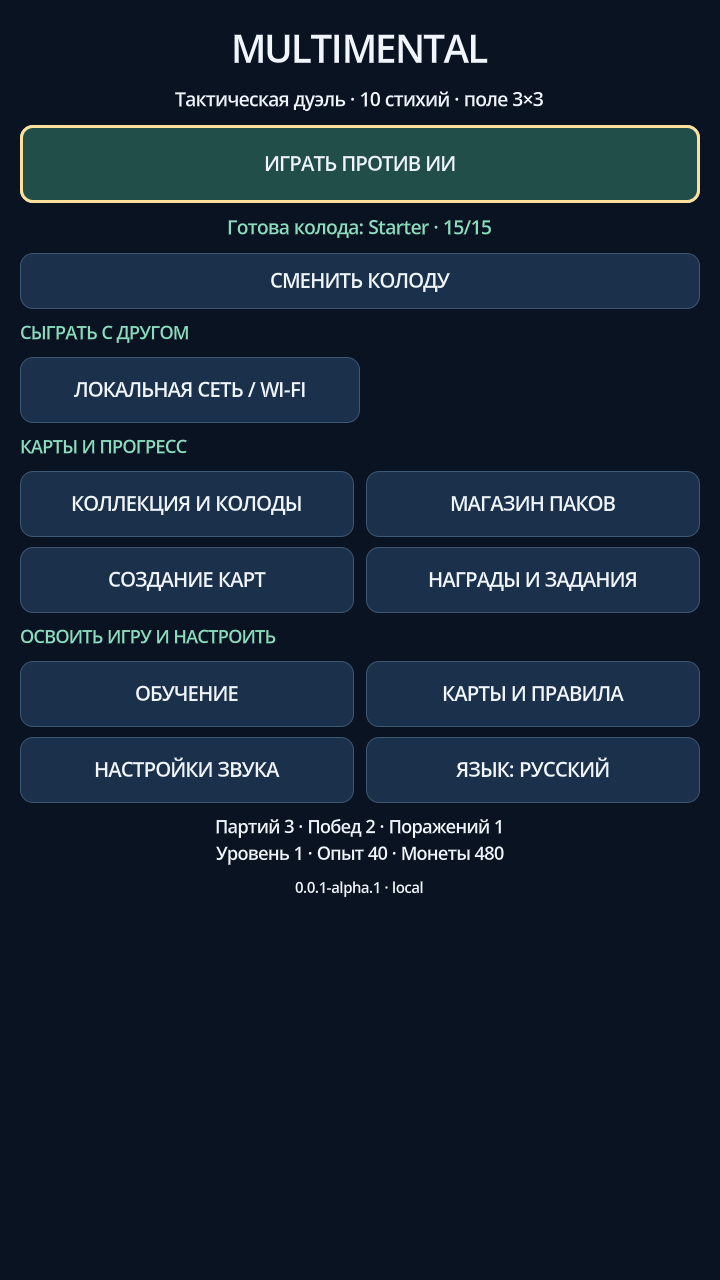 MULTIMENTAL
Тактическая дуэль · 10 стихий · поле 3×3
ИГРАТЬ ПРОТИВ ИИ
Готова колода: Starter · 15/15
СМЕНИТЬ КОЛОДУ
СЫГРАТЬ С ДРУГОМ
ЛОКАЛЬНАЯ СЕТЬ / WI-FI
КАРТЫ И ПРОГРЕСС
КОЛЛЕКЦИЯ И КОЛОДЫ
МАГАЗИН ПАКОВ
СОЗДАНИЕ КАРТ
НАГРАДЫ И ЗАДАНИЯ
ОСВОИТЬ ИГРУ И НАСТРОИТЬ
ОБУЧЕНИЕ
КАРТЫ И ПРАВИЛА
НАСТРОЙКИ ЗВУКА
ЯЗЫК: РУССКИЙ
Партий 3 · Побед 2 · Поражений 1
Уровень 1 · Опыт 40 · Монеты 480
0.0.1-alpha.1 · local